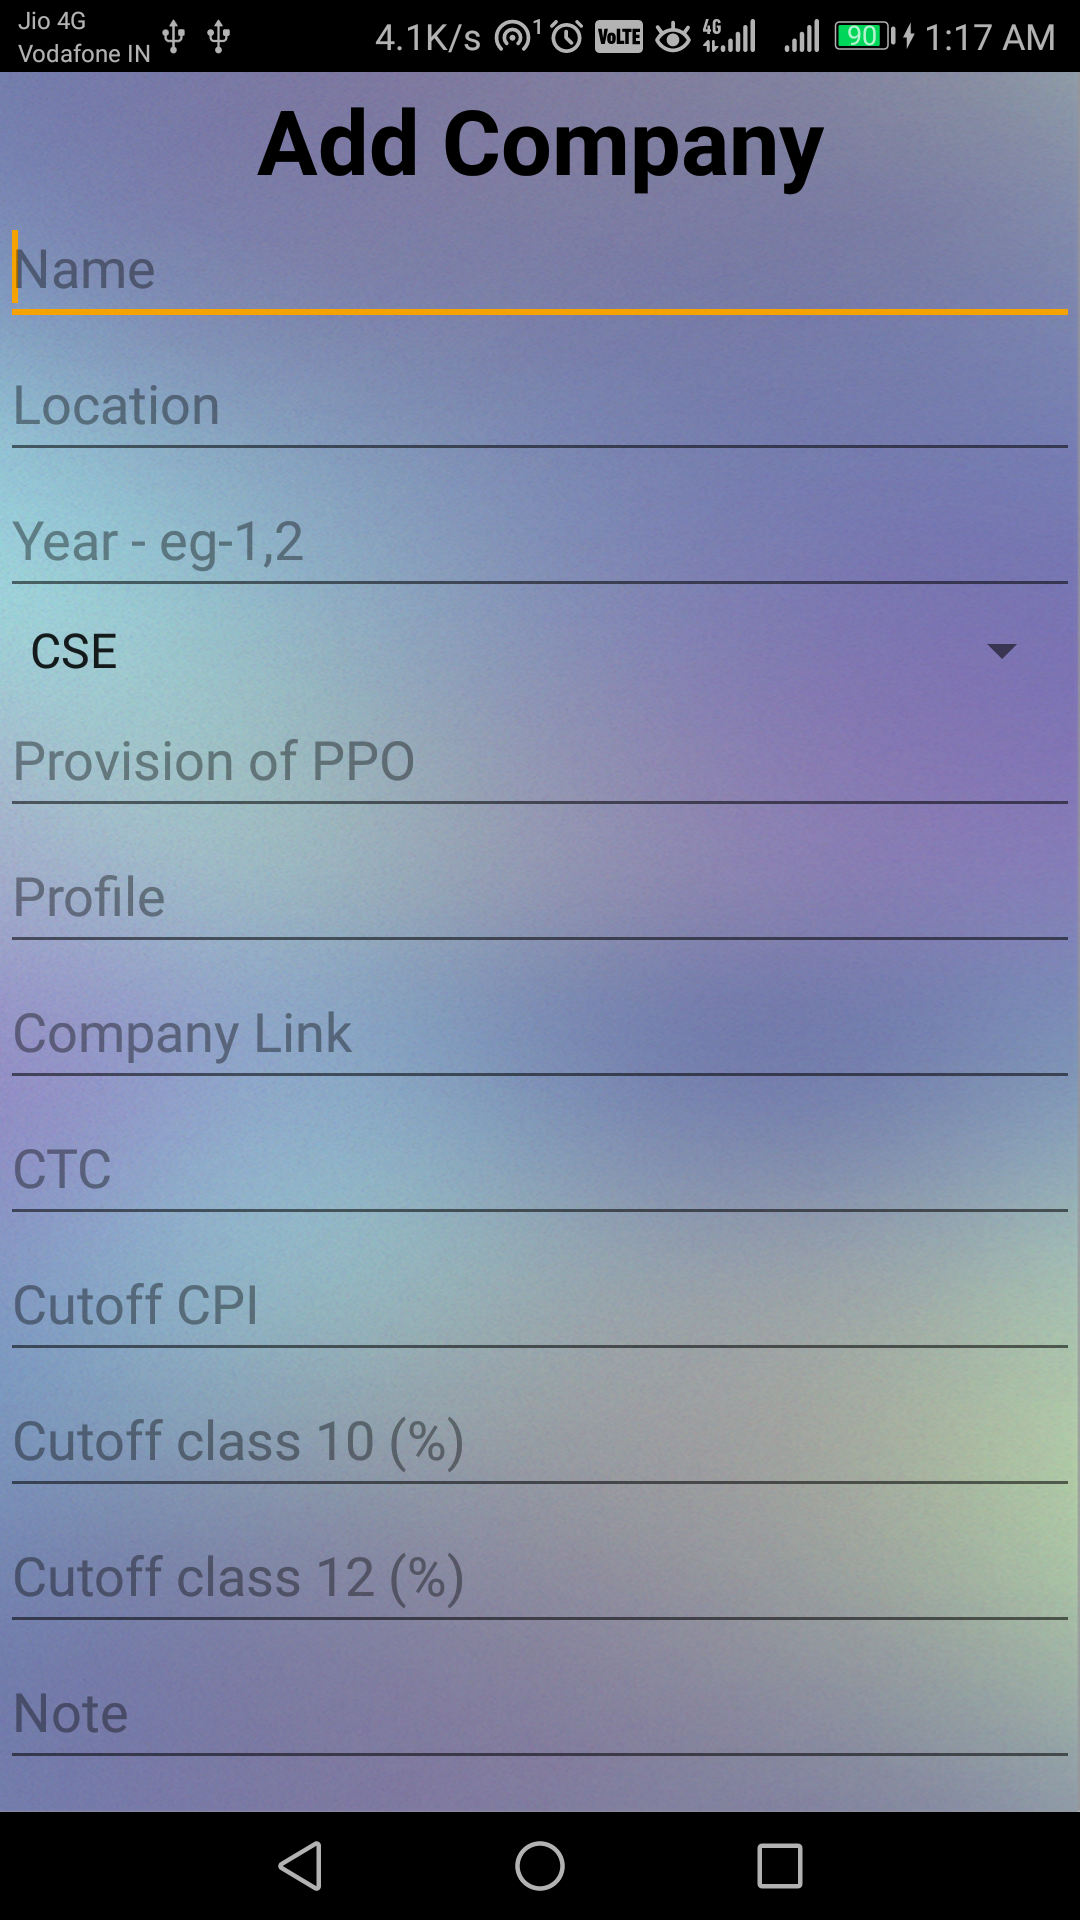 Jio 4G
Vodafone IN
4.1K/s 1 VoLTE 4G 90 1:17 AM
Add Company
Name
Location
Year - eg-1,2
CSE
Provision of PPO
Profile
Company Link
CTC
Cutoff CPI
Cutoff class 10 (%)
Cutoff class 12 (%)
Note